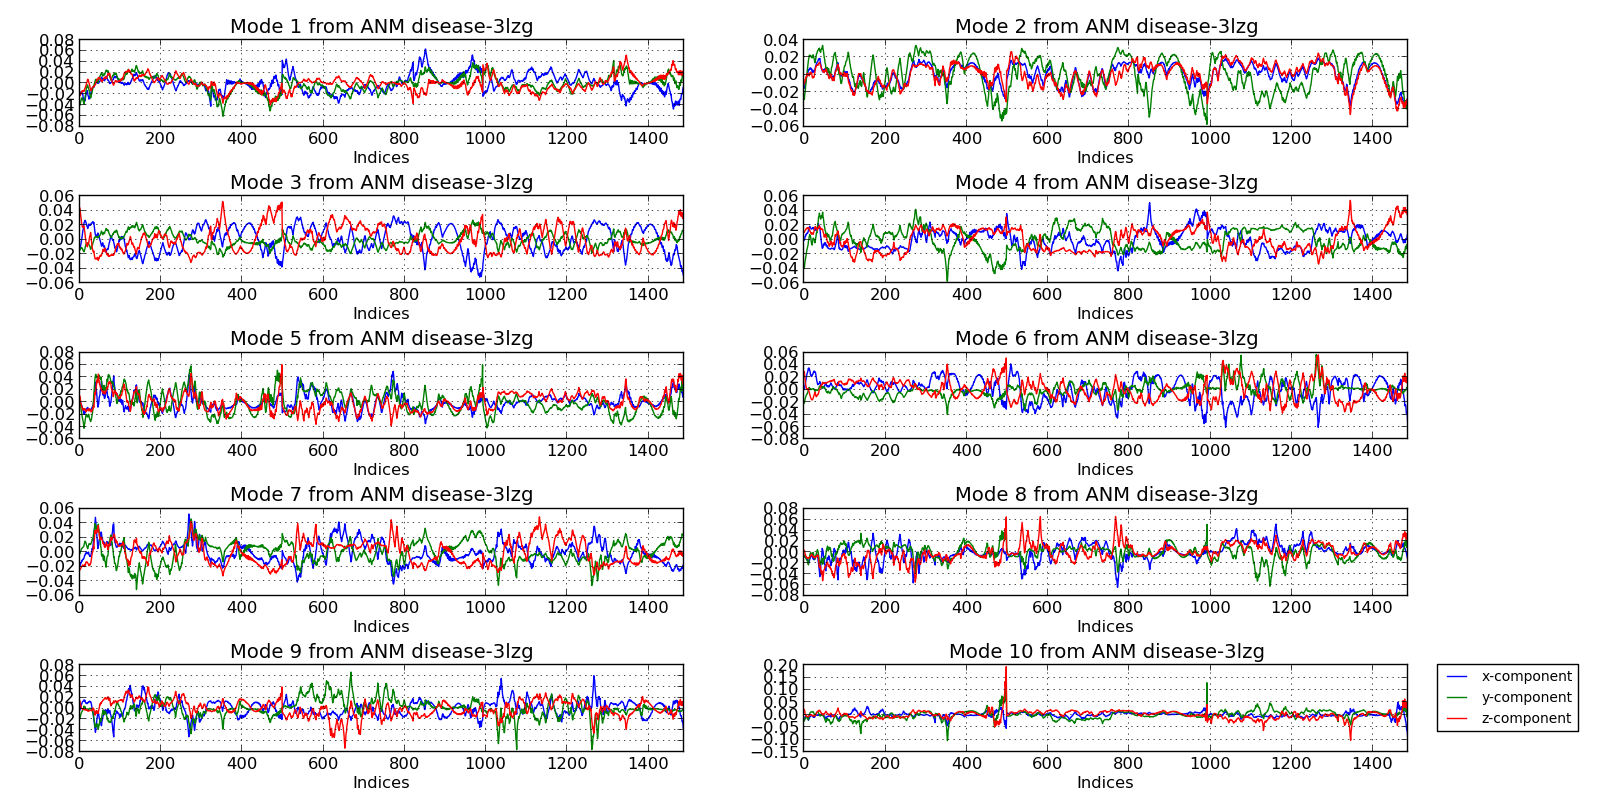 Mode 1 from ANM disease-3lzg
Mode 2 from ANM disease-3lzg
0.08
0.06
0.04
0.02
0.00
−0.02
−0.04
−0.06
−0.08
0 200 400 600 800 1000 1200 1400
Indices
0.04
0.02
0.00
−0.02
−0.04
−0.06
0 200 400 600 800 1000 1200 1400
Indices
Mode 3 from ANM disease-3lzg
Mode 4 from ANM disease-3lzg
0.06
0.04
0.02
0.00
−0.02
−0.04
−0.06
0 200 400 600 800 1000 1200 1400
Indices
0.06
0.04
0.02
0.00
−0.02
−0.04
−0.06
0 200 400 600 800 1000 1200 1400
Indices
Mode 5 from ANM disease-3lzg
Mode 6 from ANM disease-3lzg
0.08
0.06
0.04
0.02
0.00
−0.02
−0.04
−0.06
0 200 400 600 800 1000 1200 1400
Indices
0.06
0.04
0.02
0.00
−0.02
−0.04
−0.06
−0.08
0 200 400 600 800 1000 1200 1400
Indices
Mode 7 from ANM disease-3lzg
Mode 8 from ANM disease-3lzg
0.06
0.04
0.02
0.00
−0.02
−0.04
−0.06
0 200 400 600 800 1000 1200 1400
Indices
0.08
0.06
0.04
0.02
0.00
−0.02
−0.04
−0.06
−0.08
0 200 400 600 800 1000 1200 1400
Indices
Mode 9 from ANM disease-3lzg
Mode 10 from ANM disease-3lzg
0.08
0.06
0.04
0.02
0.00
−0.02
−0.04
−0.06
−0.08
0 200 400 600 800 1000 1200 1400
Indices
0.20
0.15
0.10
0.05
0.00
−0.05
−0.10
−0.15
0 200 400 600 800 1000 1200 1400
Indices
x-component
y-component
z-component